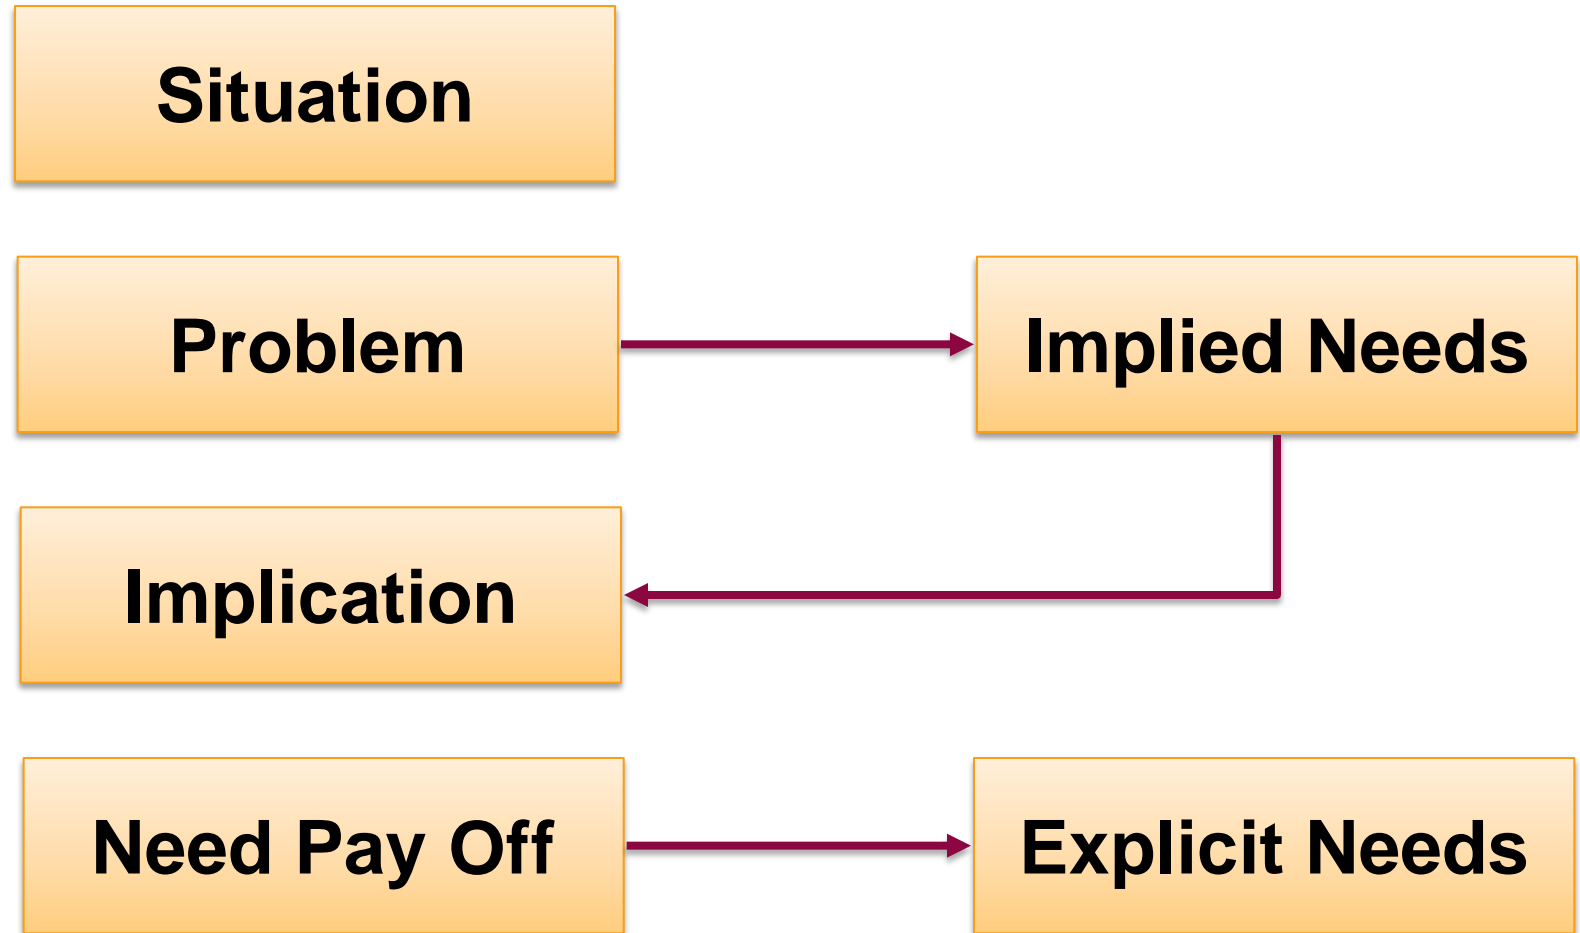 Situation
Problem
Implied Needs
Implication
Need Pay Off
Explicit Needs